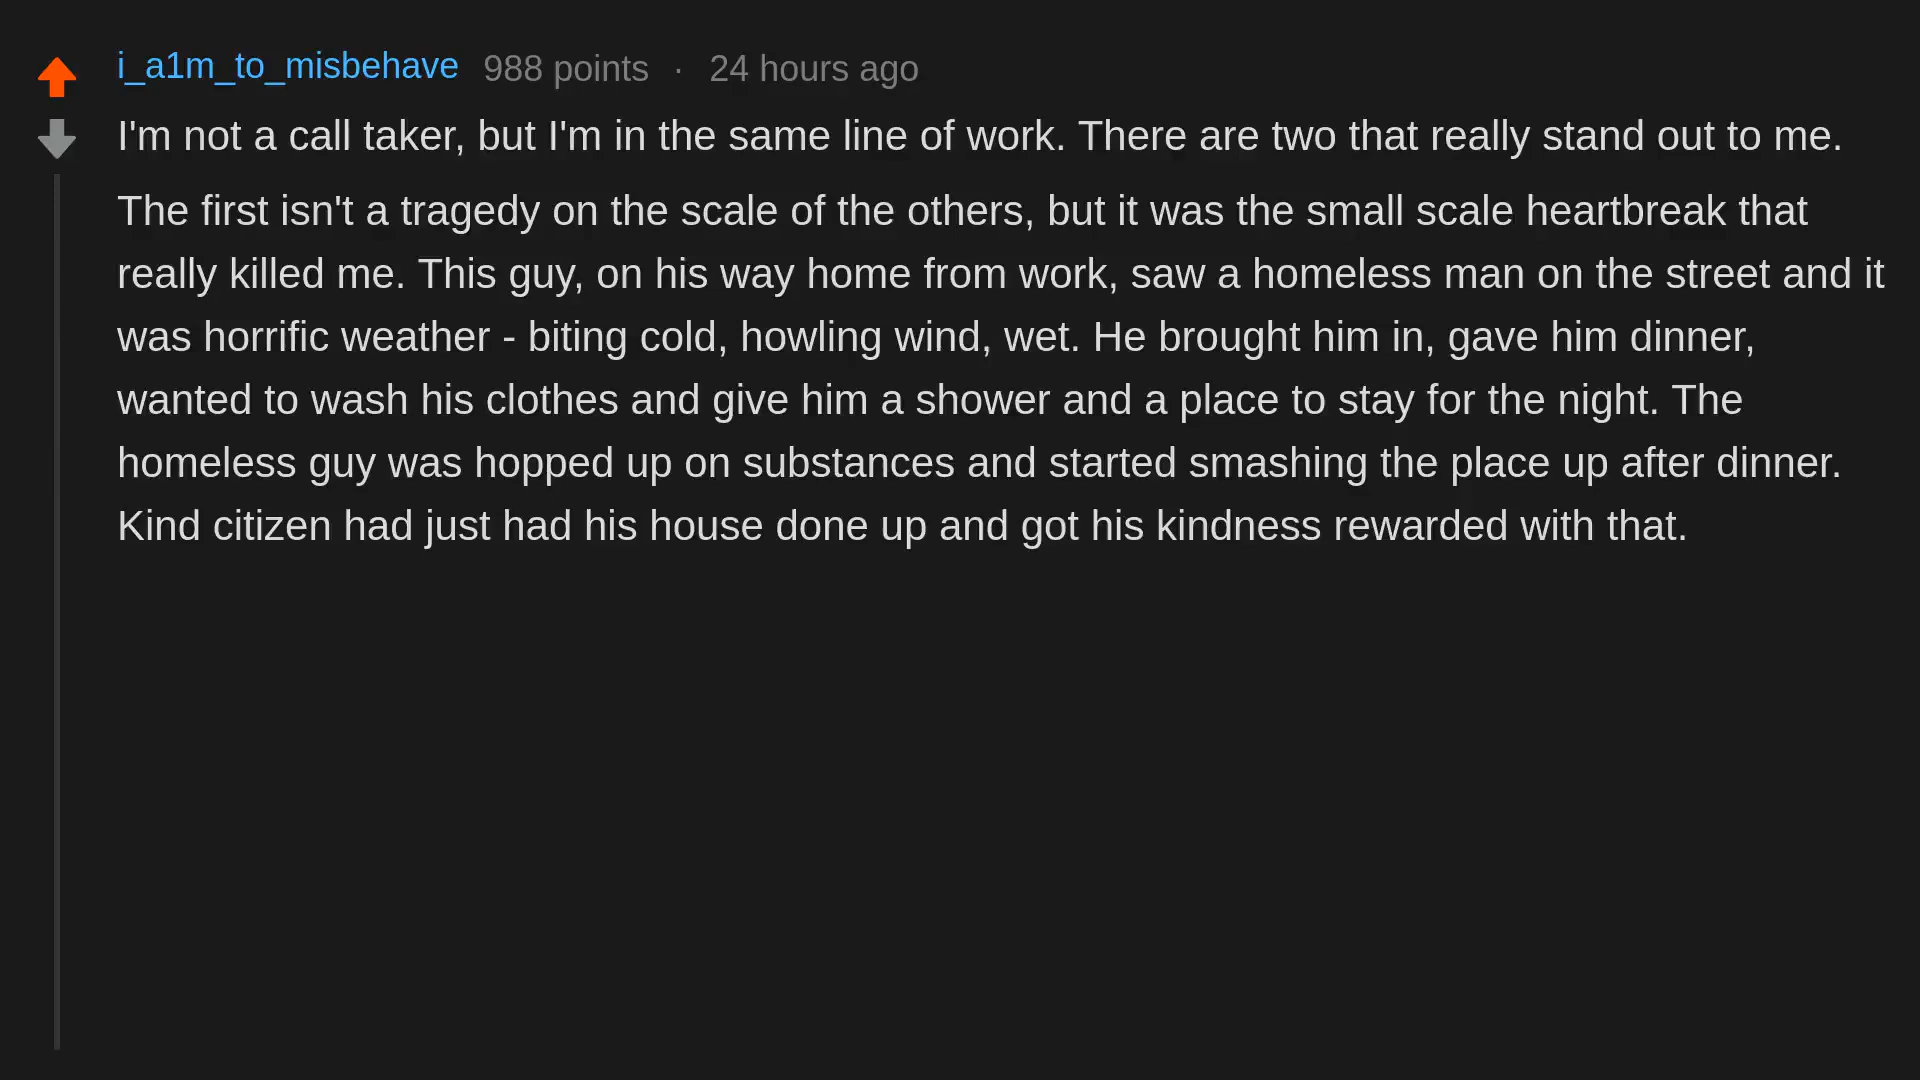 i_a1m_to_misbehave 988 points · 24 hours ago
I'm not a call taker, but I'm in the same line of work. There are two that really stand out to me.
The first isn't a tragedy on the scale of the others, but it was the small scale heartbreak that
really killed me. This guy, on his way home from work, saw a homeless man on the street and it
was horrific weather - biting cold, howling wind, wet. He brought him in, gave him dinner,
wanted to wash his clothes and give him a shower and a place to stay for the night. The
homeless guy was hopped up on substances and started smashing the place up after dinner.
Kind citizen had just had his house done up and got his kindness rewarded with that.